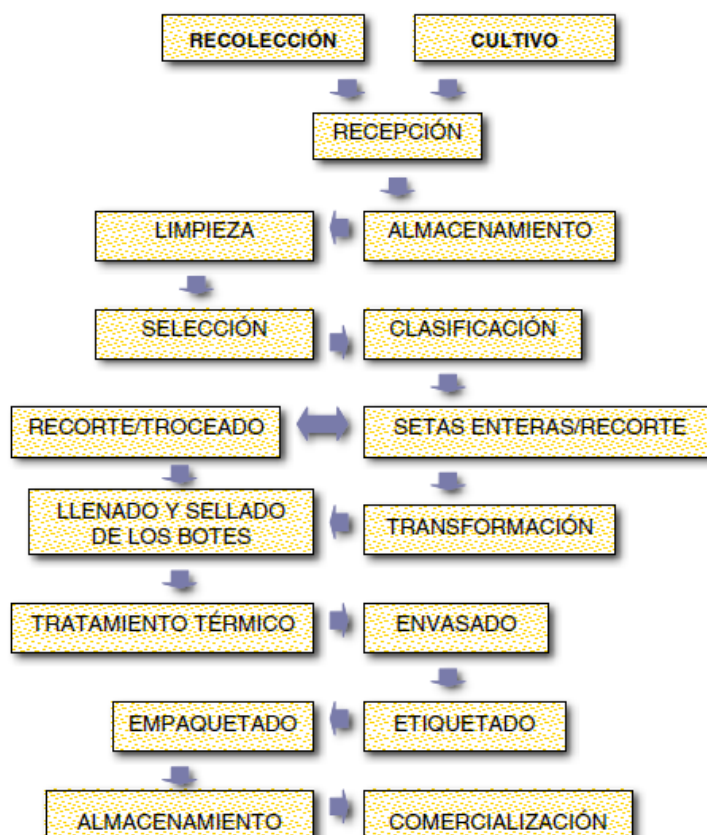 RECOLECCIÓN
CULTIVO
RECEPCIÓN
LIMPIEZA
ALMACENAMIENTO
SELECCIÓN
CLASIFICACIÓN
RECORTE/TROCEADO
SETAS ENTERAS/RECORTE
LLENADO Y SELLADO
DE LOS BOTES
TRANSFORMACIÓN
TRATAMIENTO TÉRMICO
ENVASADO
EMPAQUETADO
ETIQUETADO
ALMACENAMIENTO
COMERCIALIZACIÓN